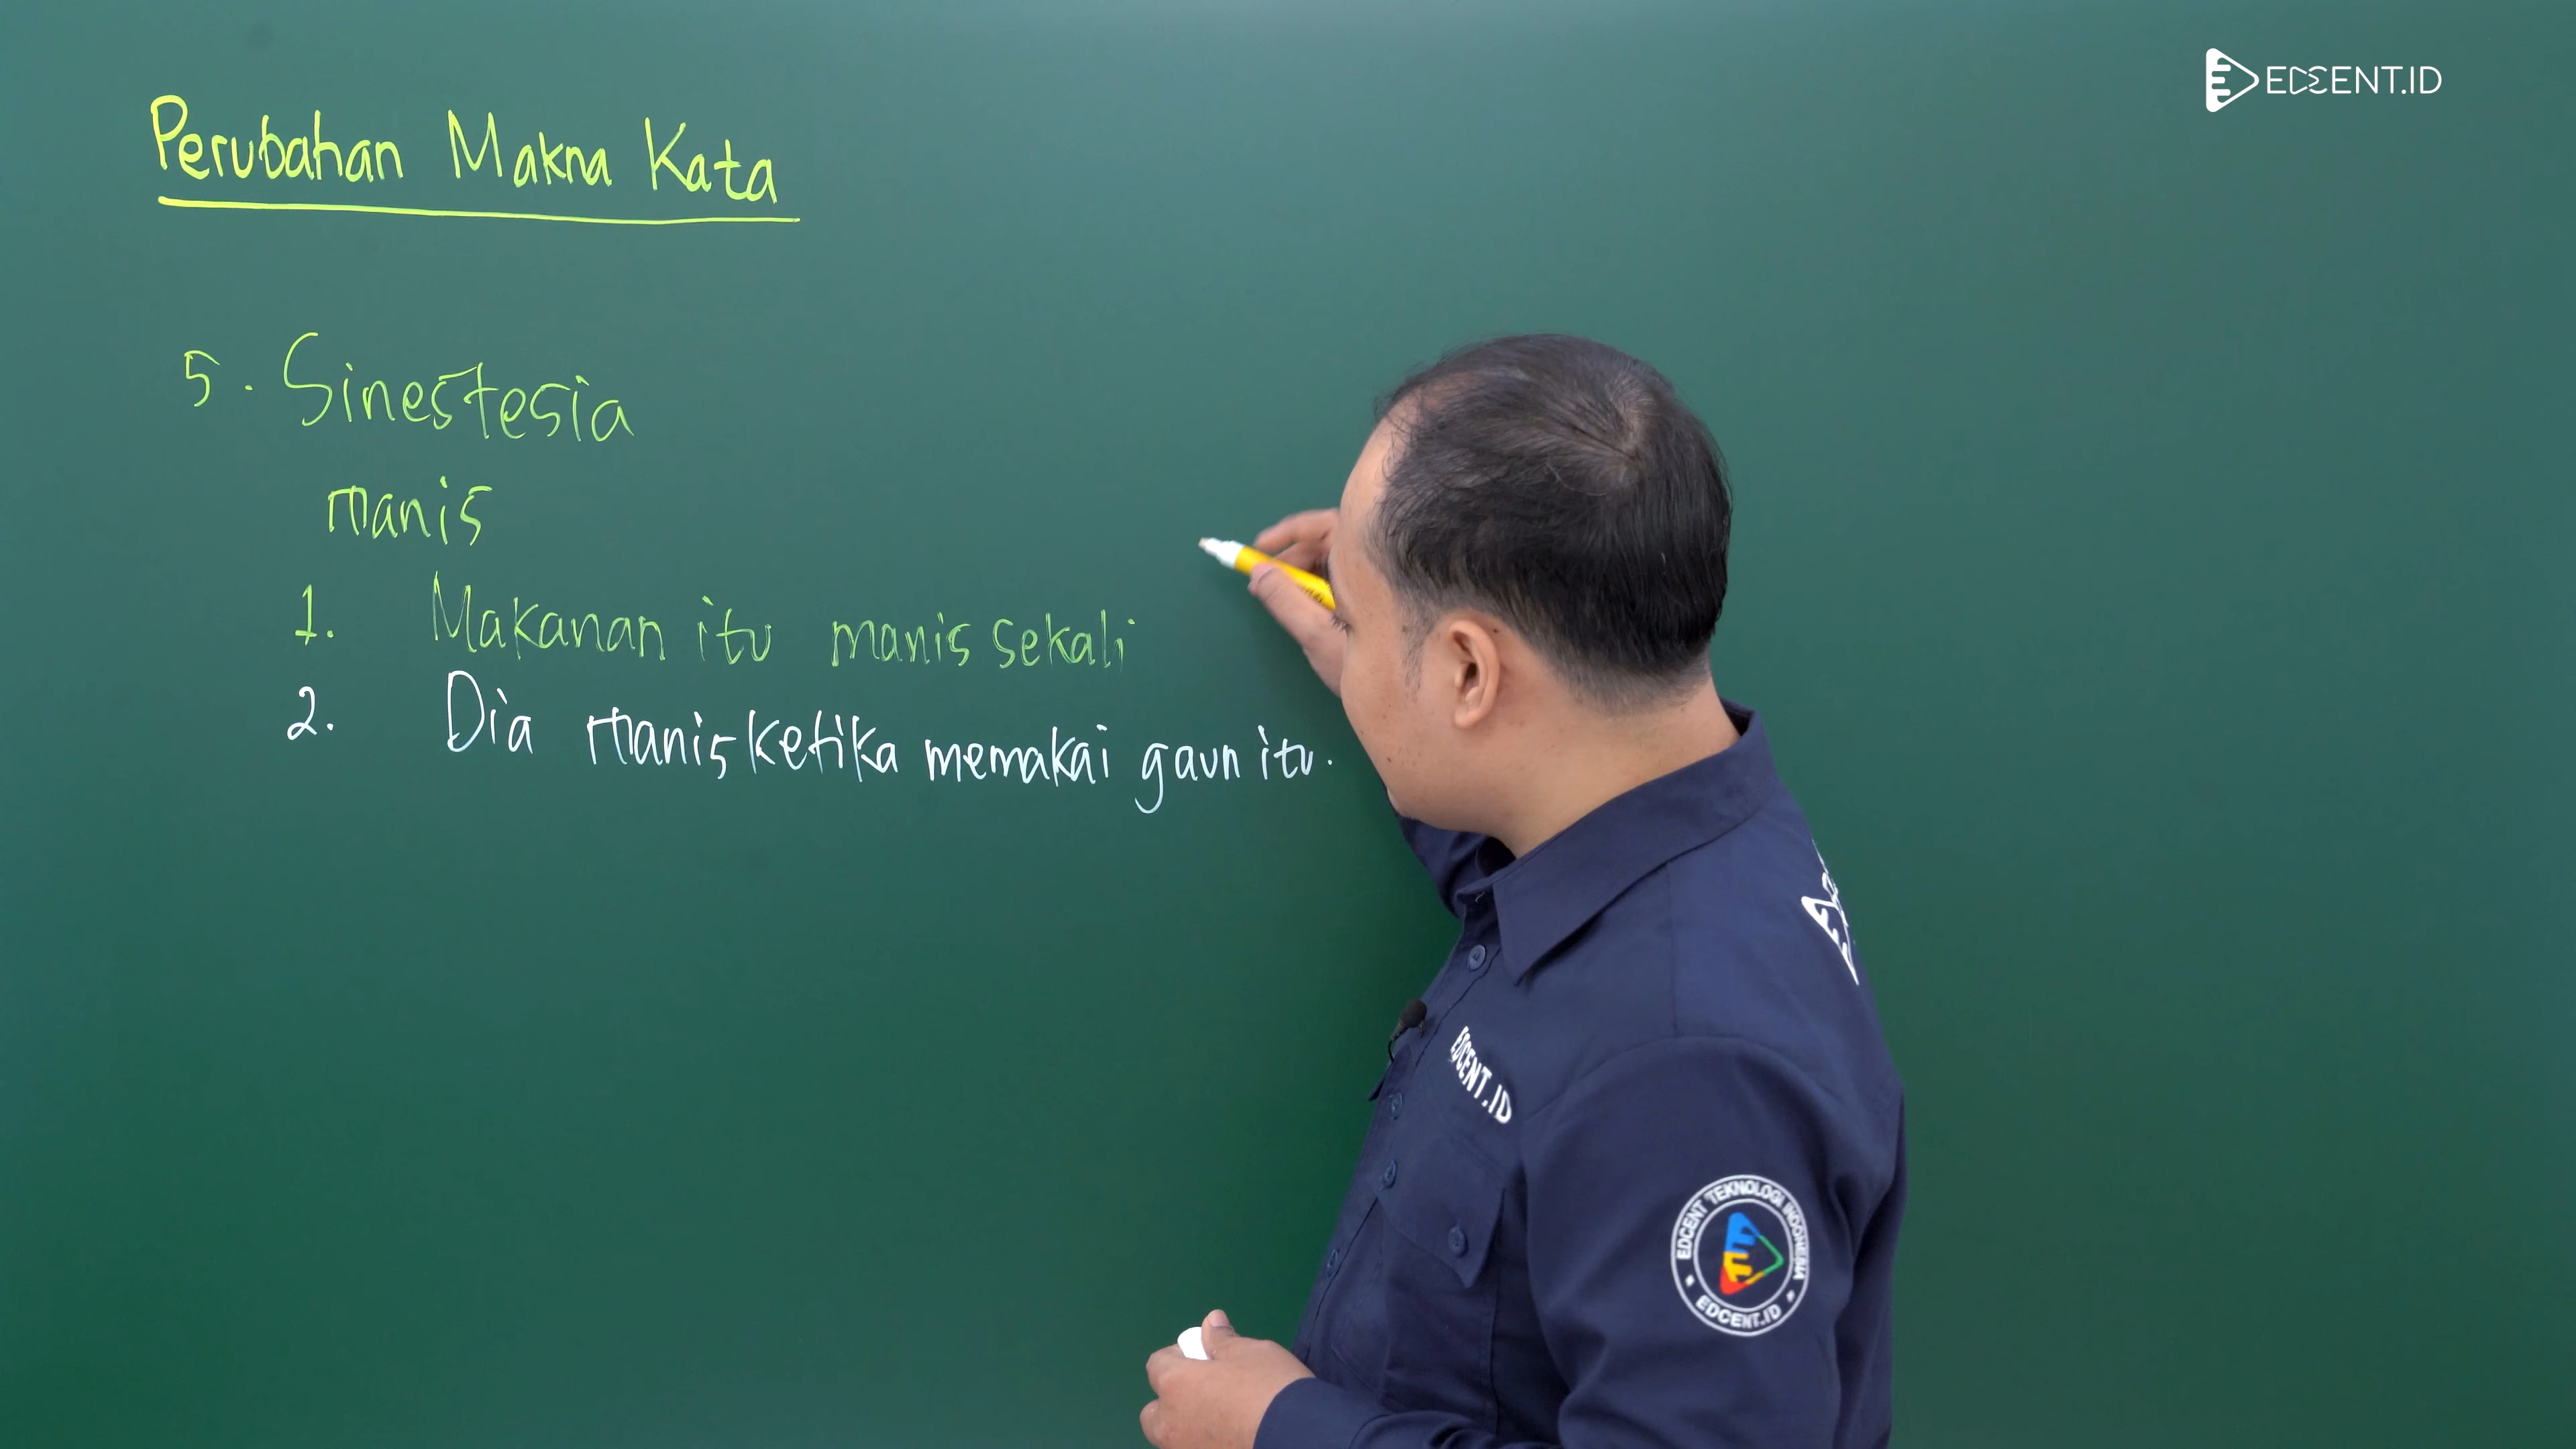 EDCENT.ID
Perubahan Makna Kata
5. Sinestesia
manis
1. Makanan itu manis sekali
2. Dia manis ketika memakai gaun itu.
EDCENT.ID
EDCENT TEKNOLOGI INDONESIA
EDCENT.ID